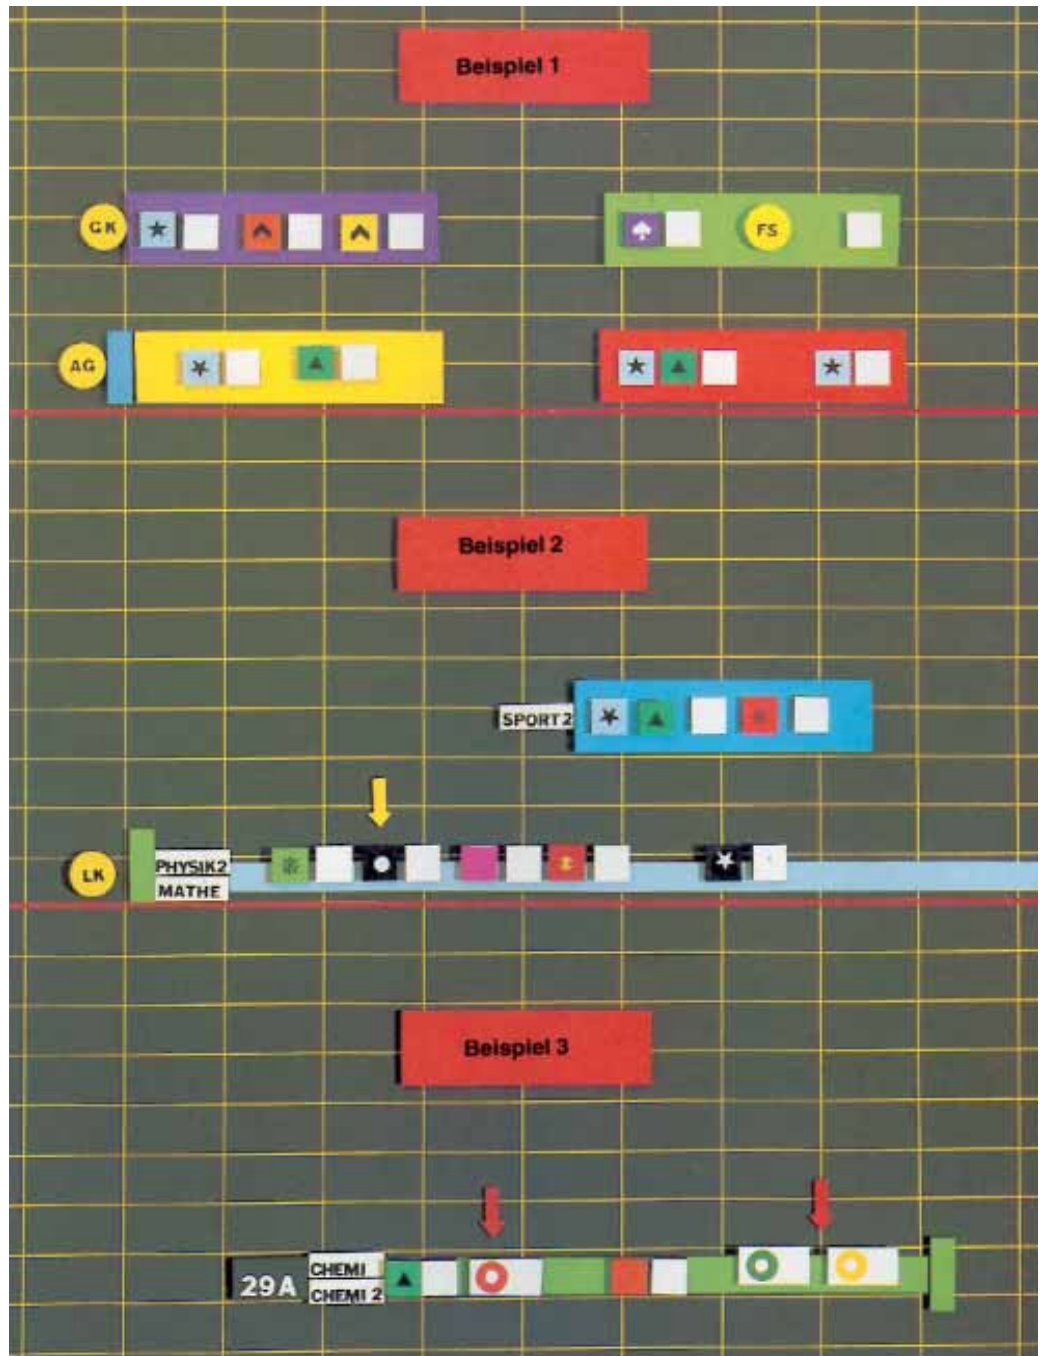 Beispiel 1
GK
FS
AG
Beispiel 2
SPORT2
LK
PHYSIK2
MATHE
Beispiel 3
29A
CHEMI
CHEMI 2